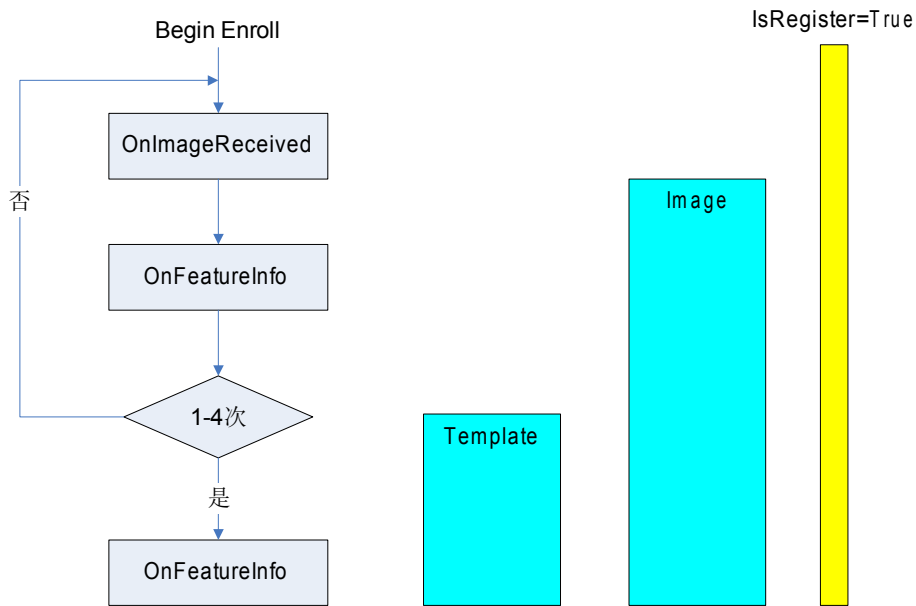 Begin Enroll
IsRegister=True
OnImageReceived
Image
否
OnFeatureInfo
1-4次
Template
是
OnFeatureInfo